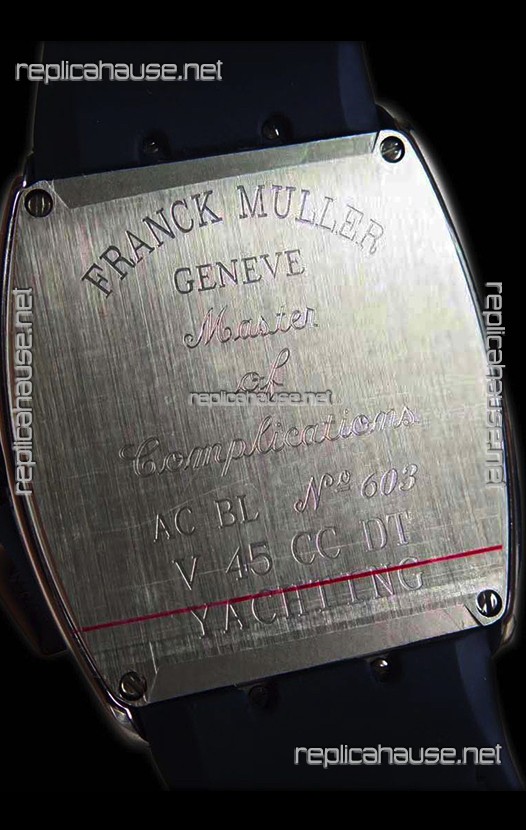 replicahause.net
FRANCK MULLER
GENEVE
Master
of
replicahause.net
Complications
AC BL Nº 603
V 45 CC DT
YACHTING
replicahause.net
replicahause.net
replicahause.net